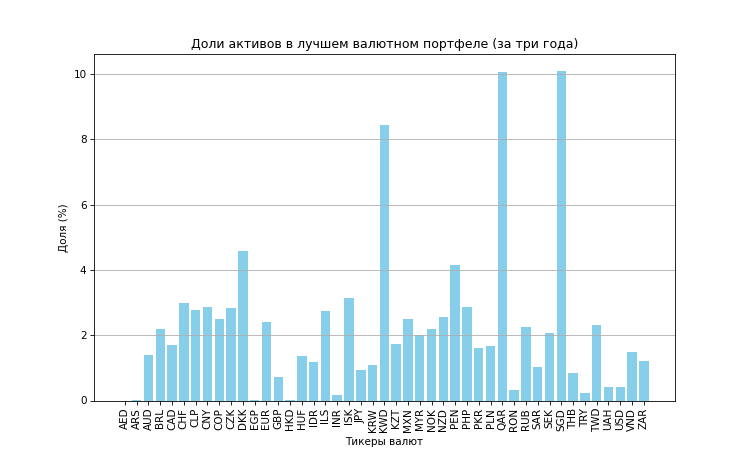 Доли активов в лучшем валютном портфеле (за три года)
Доля (%)
10
8
6
4
2
0
AED ARS AUD BRL CAD CHF CLP CNY COP CZK DKK EGP EUR GBP HKD HUF IDR ILS INR ISK JPY KRW KWD KZT MXN MYR NOK NZD PEN PHP PKR PLN QAR RON RUB SAR SEK SGD THB TRY TWD UAH USD VND ZAR
Тикеры валют